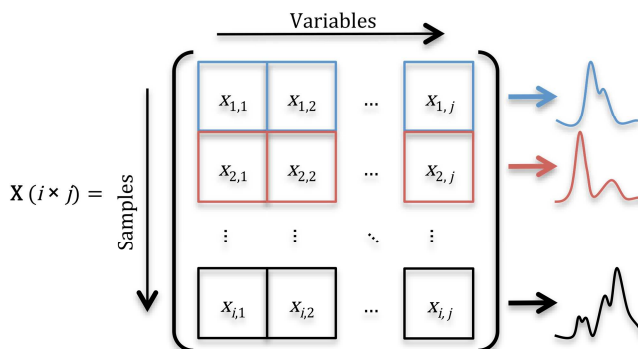 Variables
x1,1 x1,2 ... x1, j
x2,1 x2,2 ... x2, j
X (i × j) =
Samples
⋮ ⋮ ⋱ ⋮
xi,1 xi,2 ... xi, j